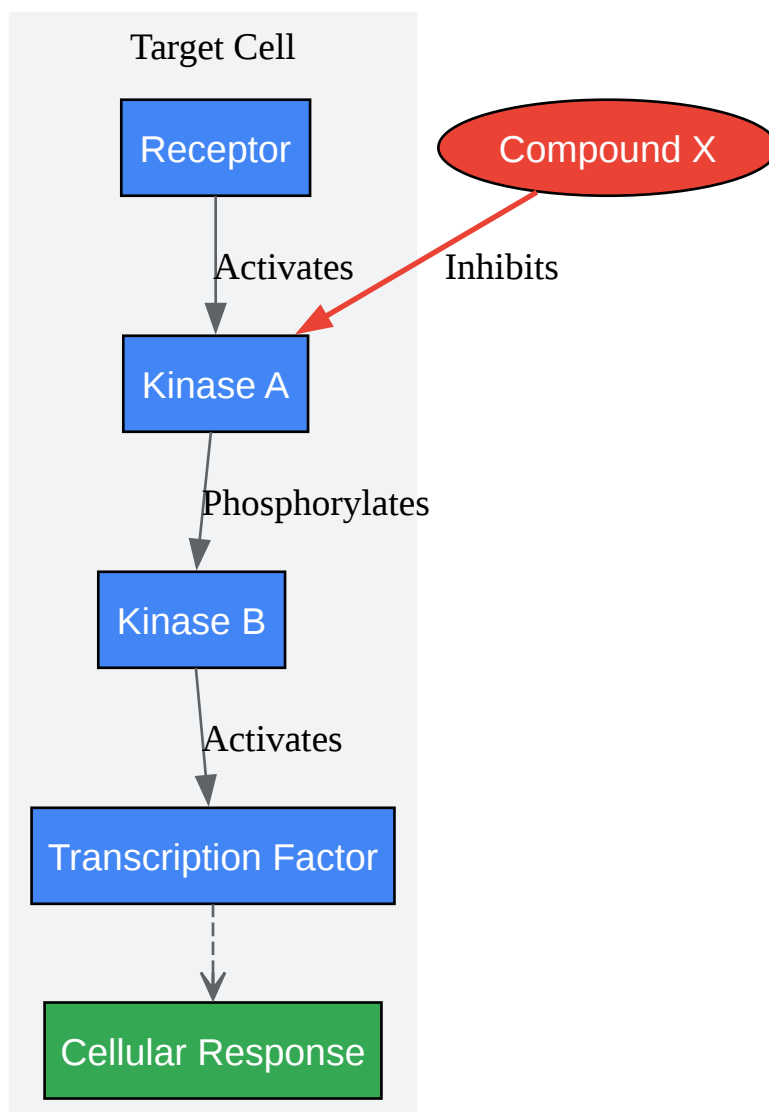 Target Cell
Receptor
Compound X
Activates
Inhibits
Kinase A
Phosphorylates
Kinase B
Activates
Transcription Factor
Cellular Response